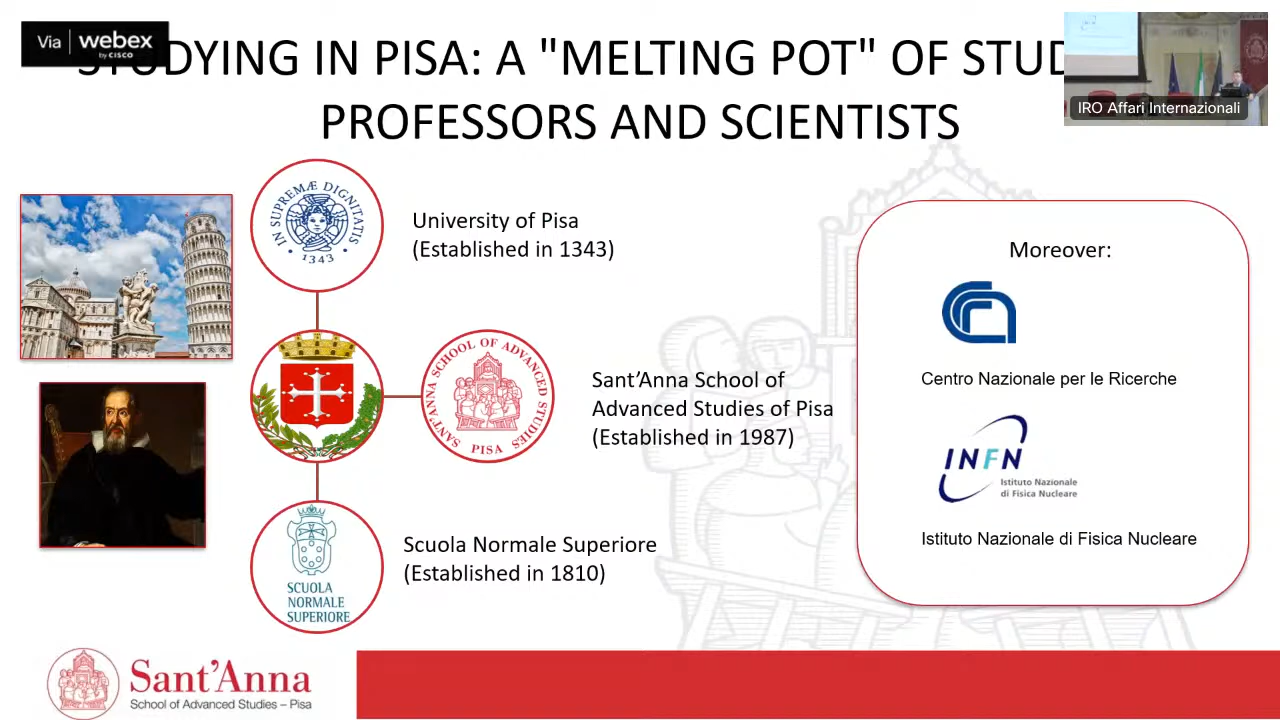 Via webex
by CISCO
STUDYING IN PISA: A "MELTING POT" OF STUD
PROFESSORS AND SCIENTISTS
INFN
IRO Affari Internazionali
IN SUPREMÆ DIGNITATIS
1343
University of Pisa
(Established in 1343)
SANT'ANNA SCHOOL OF ADVANCED STUDIES
PISA
Sant'Anna School of
Advanced Studies of Pisa
(Established in 1987)
SCUOLA
NORMALE
SUPERIORE
Scuola Normale Superiore
(Established in 1810)
Moreover:
Centro Nazionale per le Ricerche
INFN
Istituto Nazionale
di Fisica Nucleare
Istituto Nazionale di Fisica Nucleare
Sant'Anna
School of Advanced Studies – Pisa